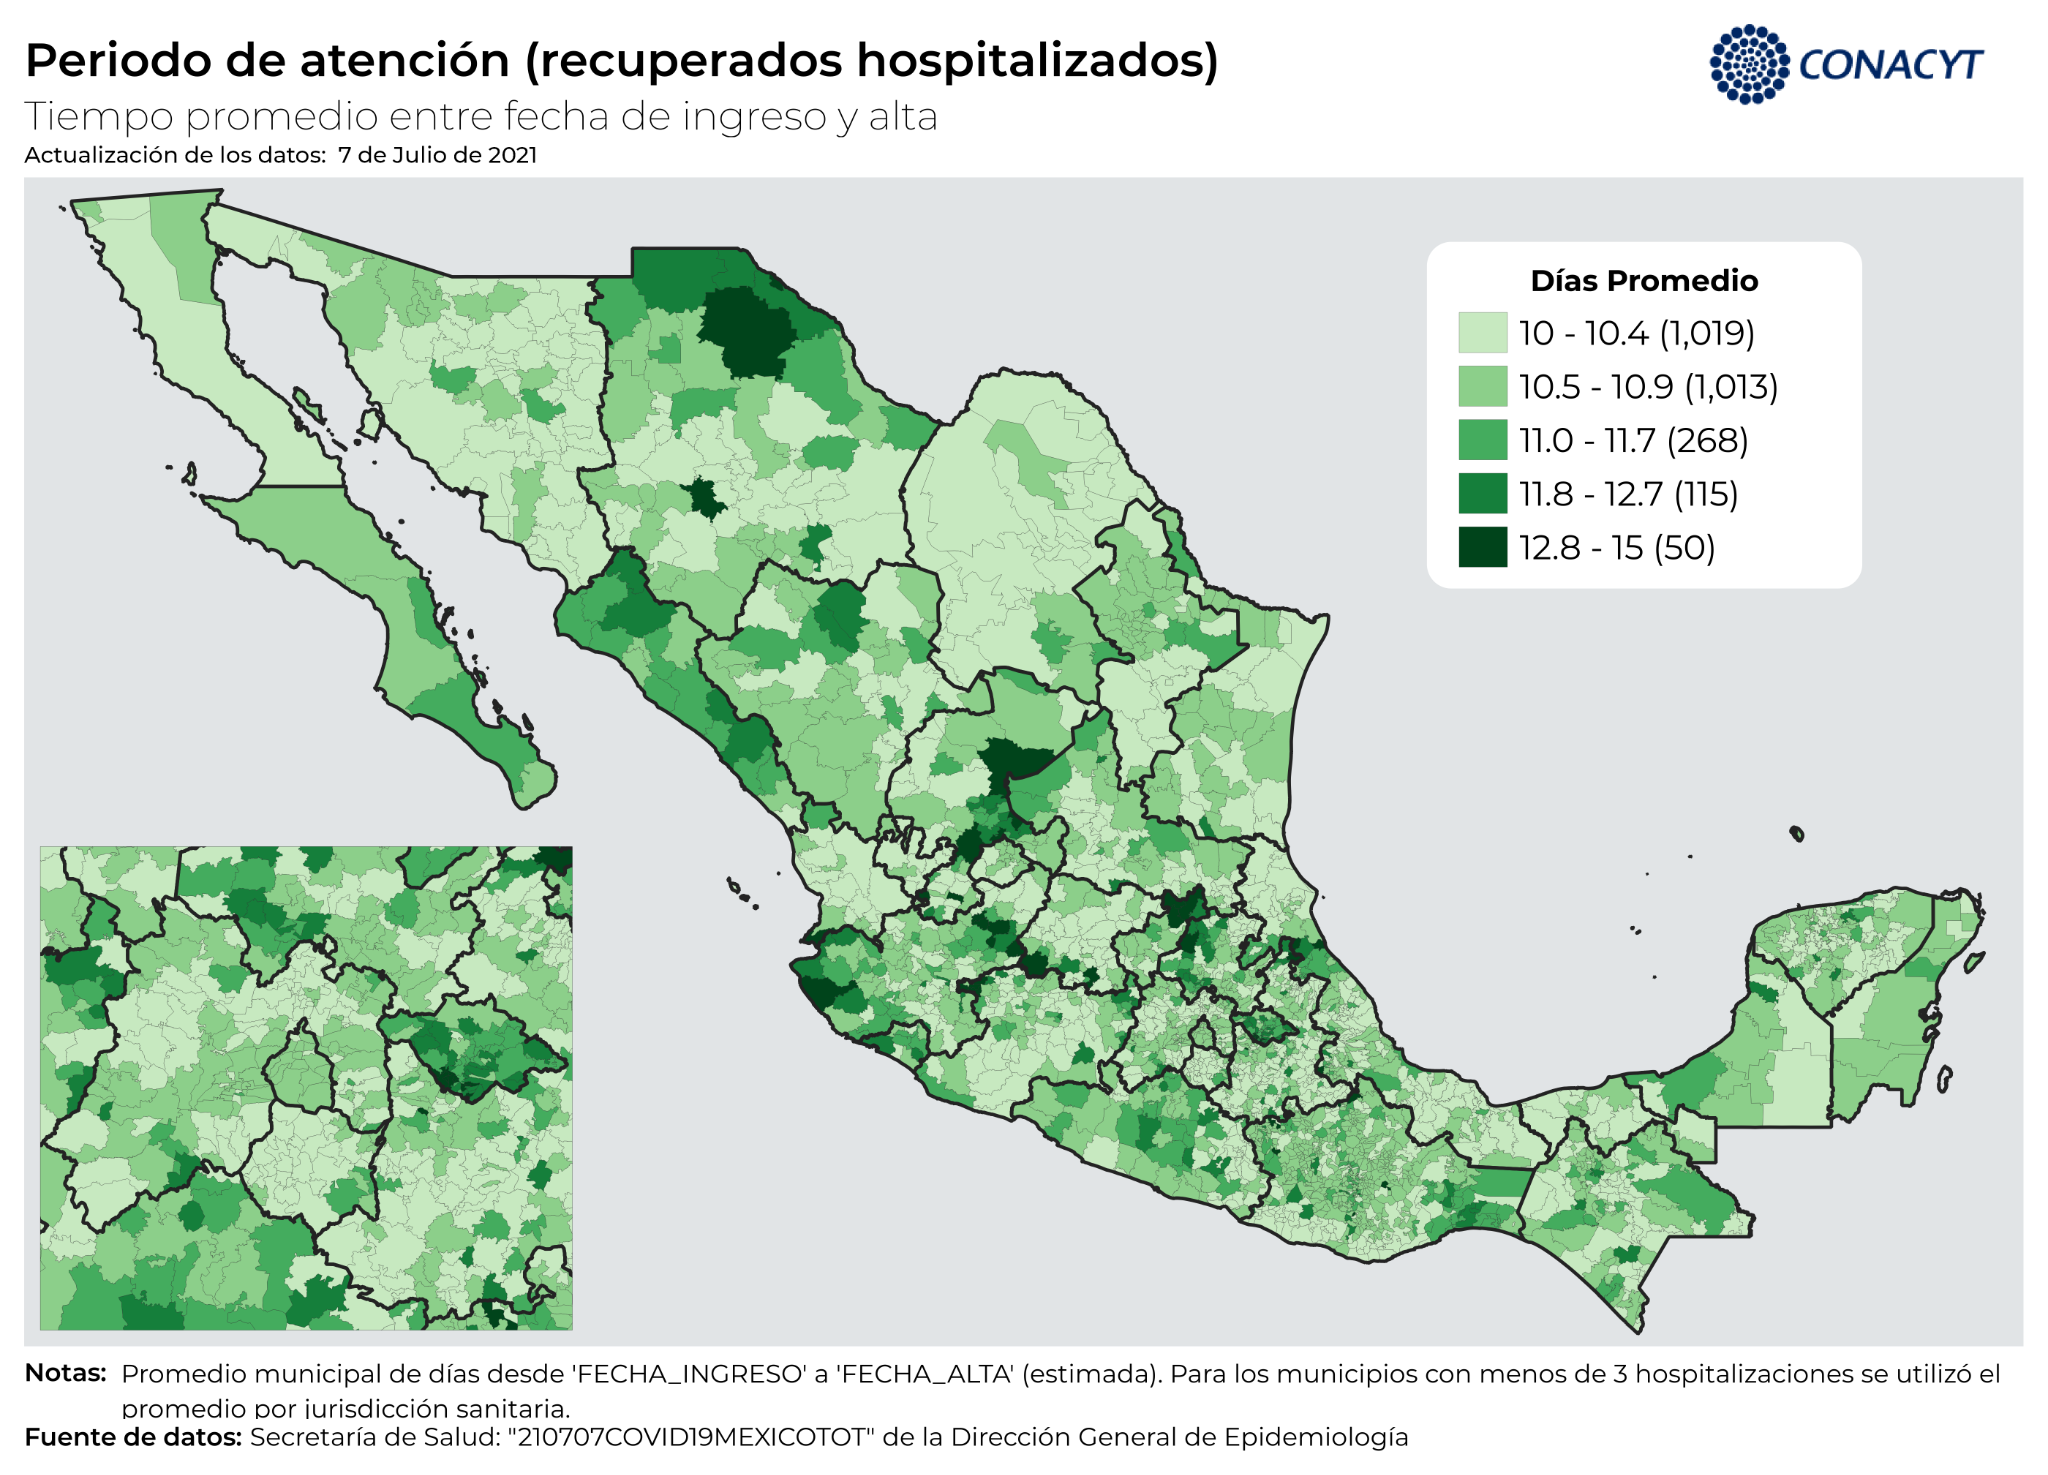 Periodo de atención (recuperados hospitalizados)
CONACYT
Tiempo promedio entre fecha de ingreso y alta
Actualización de los datos: 7 de Julio de 2021
Días Promedio
10 - 10.4 (1,019)
10.5 - 10.9 (1,013)
11.0 - 11.7 (268)
11.8 - 12.7 (115)
12.8 - 15 (50)
Notas: Promedio municipal de días desde 'FECHA_INGRESO' a 'FECHA_ALTA' (estimada). Para los municipios con menos de 3 hospitalizaciones se utilizó el
promedio por jurisdicción sanitaria.
Fuente de datos: Secretaría de Salud: "210707COVID19MEXICOTOT" de la Dirección General de Epidemiología